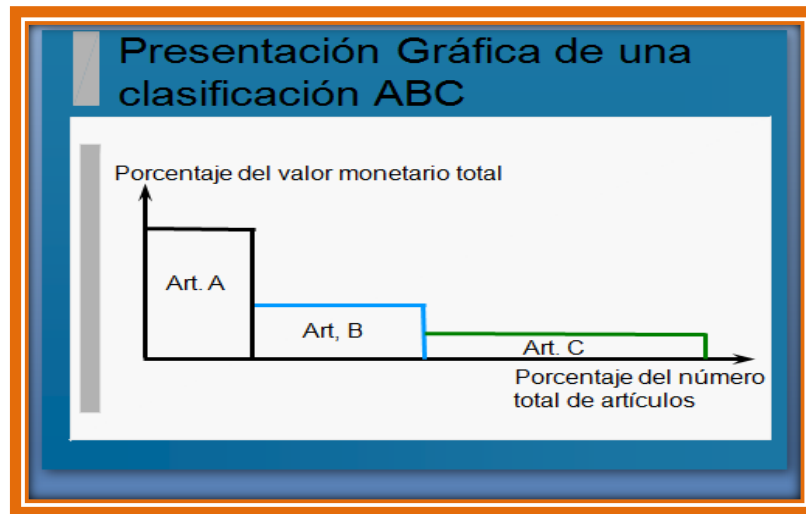 Presentación Gráfica de una
clasificación ABC
Porcentaje del valor monetario total
Art. A
Art, B
Art. C
Porcentaje del número
total de artículos